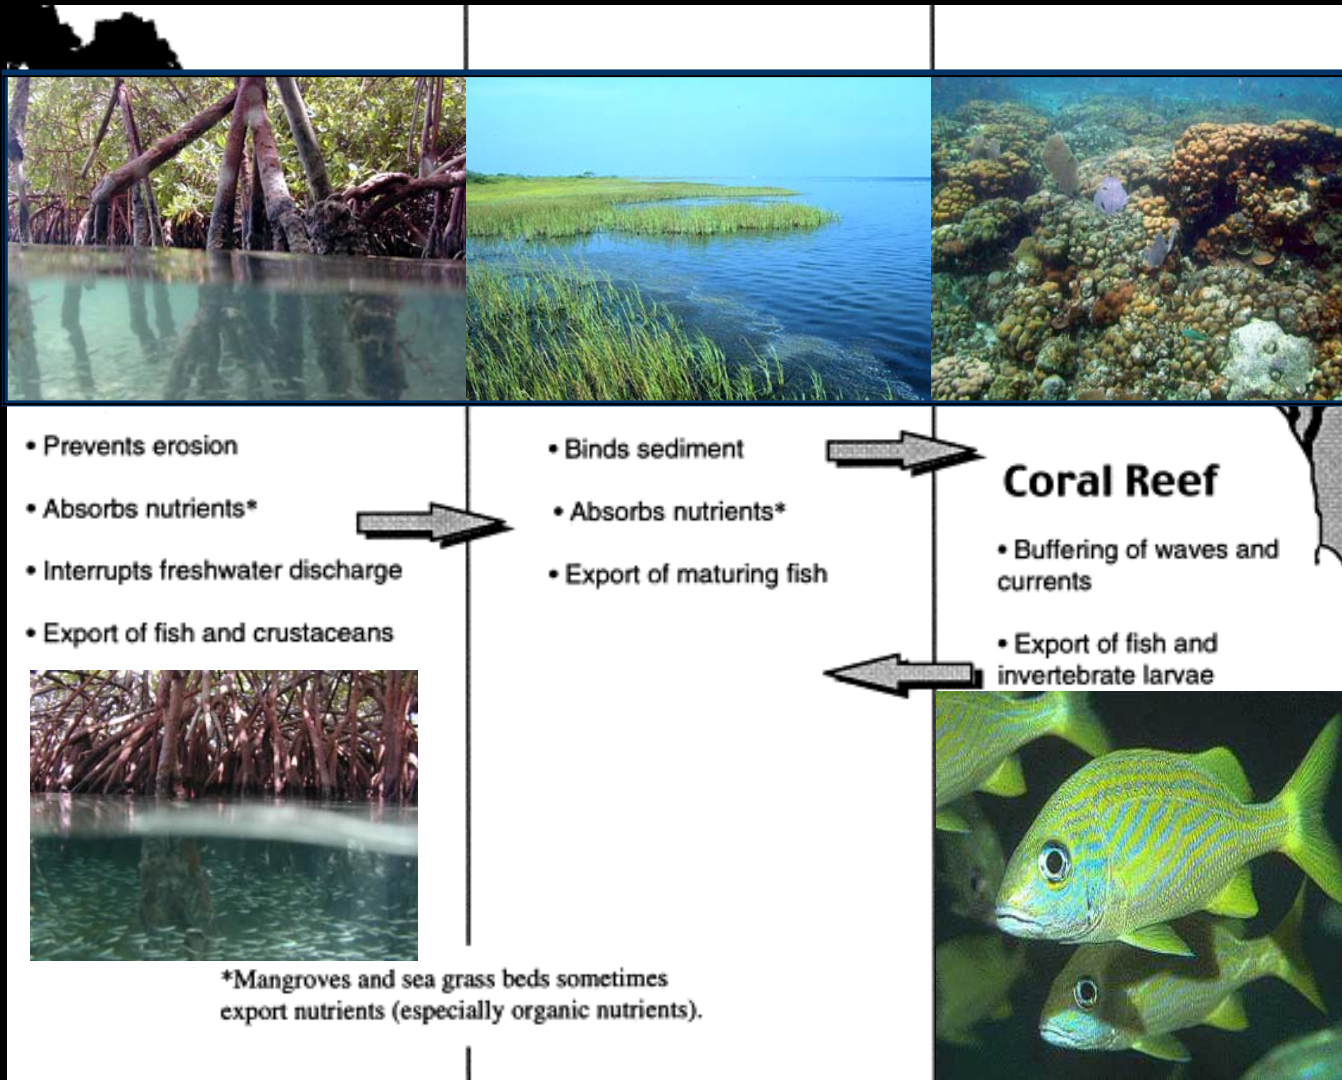 • Prevents erosion
• Absorbs nutrients*
• Interrupts freshwater discharge
• Export of fish and crustaceans
• Binds sediment
• Absorbs nutrients*
• Export of maturing fish
Coral Reef
• Buffering of waves and
currents
• Export of fish and
invertebrate larvae
*Mangroves and sea grass beds sometimes
export nutrients (especially organic nutrients).